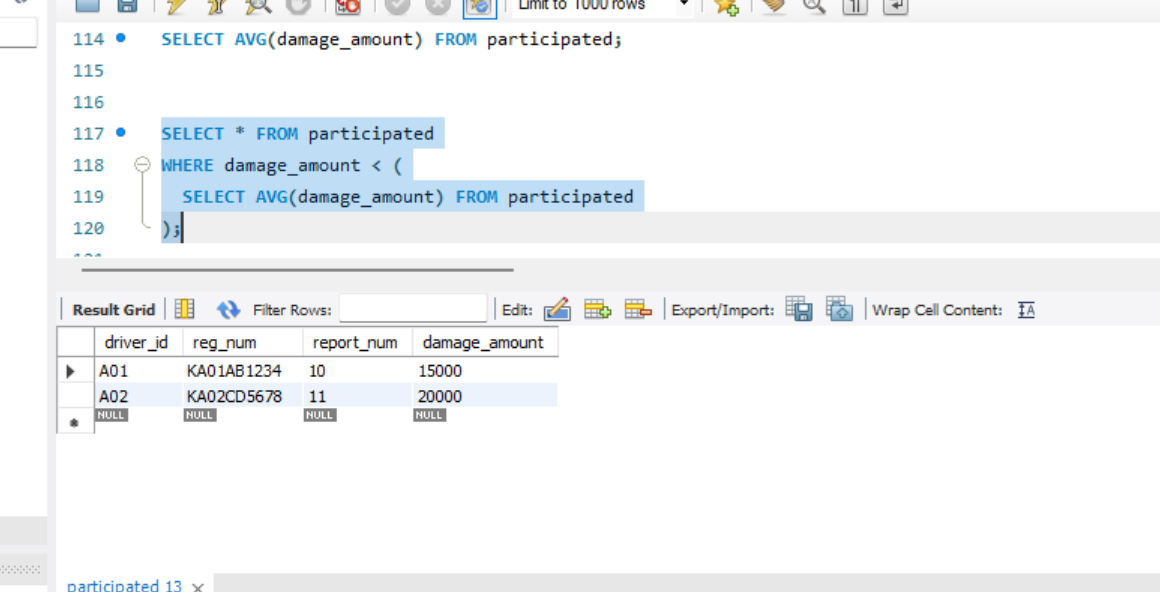 Limit to 1000 rows
114 SELECT AVG(damage_amount) FROM participated;
115
116
117 SELECT * FROM participated
118 WHERE damage_amount < (
119 SELECT AVG(damage_amount) FROM participated
120 );
Result Grid Filter Rows: Edit: Export/Import: Wrap Cell Content: IA
driver_id reg_num report_num damage_amount
A01 KA01AB1234 10 15000
A02 KA02CD5678 11 20000
NULL NULL NULL NULL
participated 13